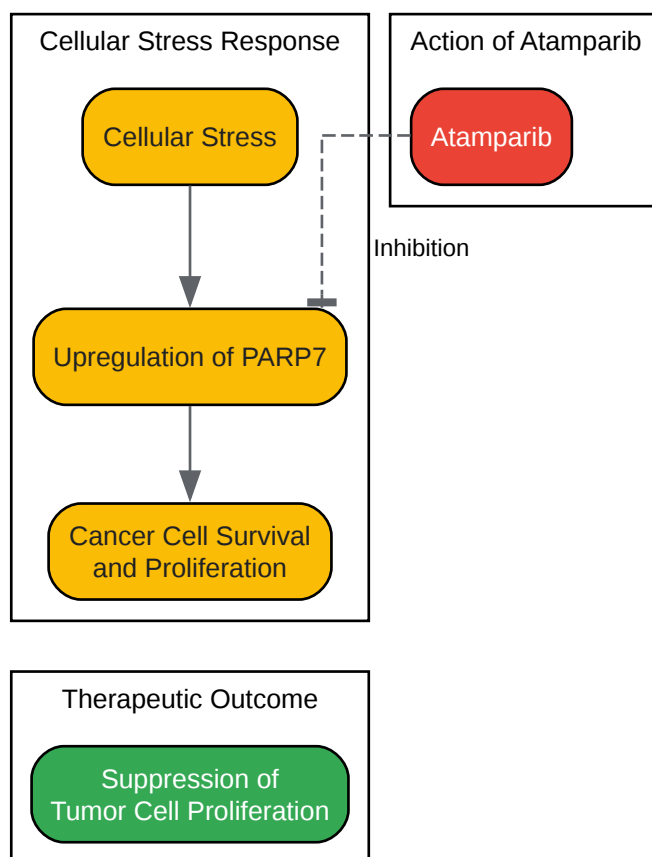 Cellular Stress Response
Cellular Stress
Upregulation of PARP7
Cancer Cell Survival
and Proliferation
Action of Atamparib
Atamparib
Inhibition
Therapeutic Outcome
Suppression of
Tumor Cell Proliferation